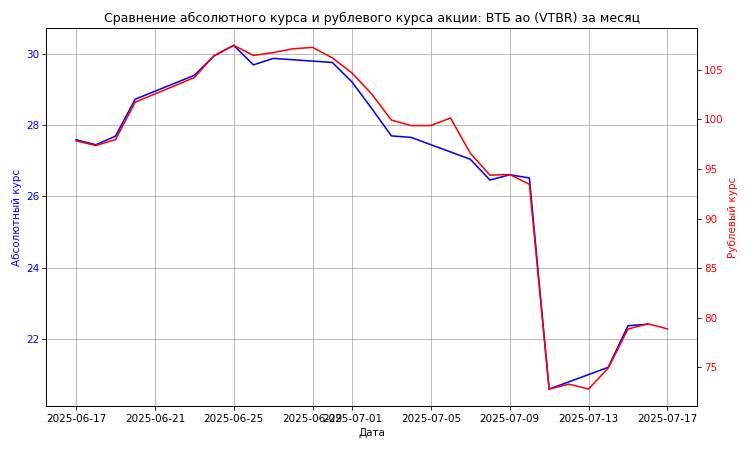 Сравнение абсолютного курса и рублевого курса акции: ВТБ ао (VTBR) за месяц
30
28
26
24
22
Абсолютный курс
105
100
95
90
85
80
75
Рублевый курс
2025-06-17 2025-06-21 2025-06-25 2025-06-29 2025-07-01 2025-07-05 2025-07-09 2025-07-13 2025-07-17
Дата